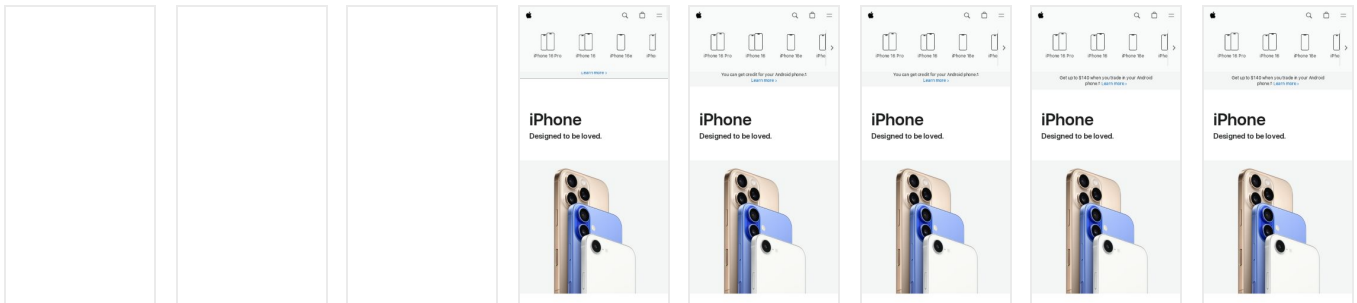 iPhone 16 Pro iPhone 16 iPhone 16e iPho
Learn more ›
iPhone
Designed to be loved.
iPhone 16 Pro iPhone 16 iPhone 16e iPho
You can get credit for your Android phone.‡
Learn more ›
iPhone
Designed to be loved.
iPhone 16 Pro iPhone 16 iPhone 16e iPho
You can get credit for your Android phone.‡
Learn more ›
iPhone
Designed to be loved.
iPhone 16 Pro iPhone 16 iPhone 16e iPho
Get up to $140 when you trade in your Android
phone.‡ Learn more ›
iPhone
Designed to be loved.
iPhone 16 Pro iPhone 16 iPhone 16e iPho
Get up to $140 when you trade in your Android
phone.‡ Learn more ›
iPhone
Designed to be loved.